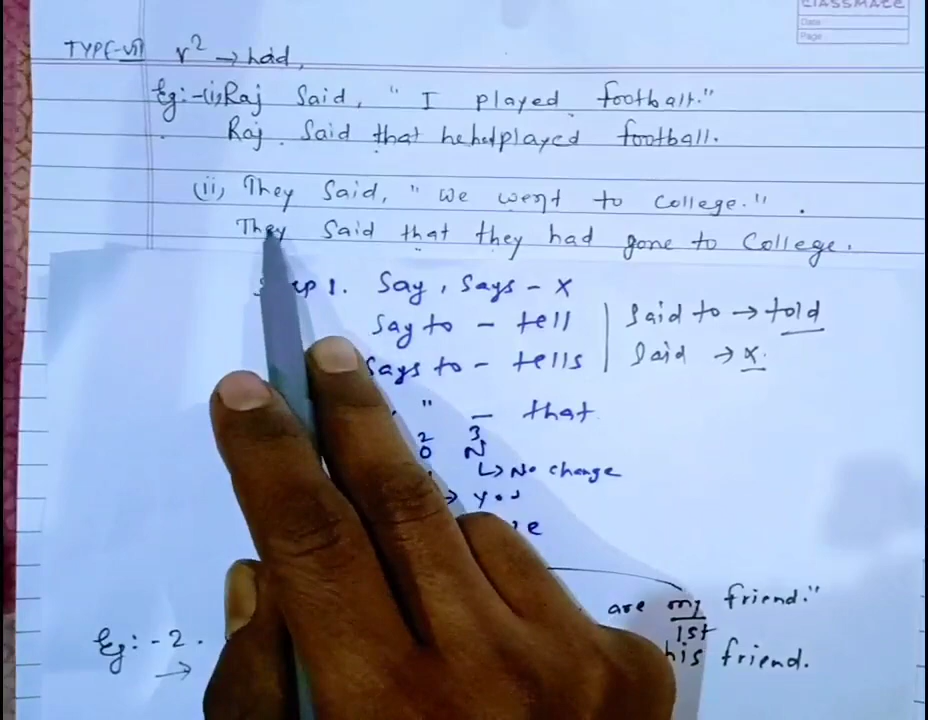 CLASSMATE
Date
Page
TYPE-VII V² → had,
Eg:-(i) Raj Said, "I played football."
Raj Said that he had played football.
(ii) They Said, "We went to College."
They Said that they had gone to College.
1. Say, Says - X
Say to - tell
Said to → told
Says to - tells
Said → X.
, " - that
2 3
O N
↳ No change
→ you
are my friend."
1st
Eg:-2.
→
his friend.